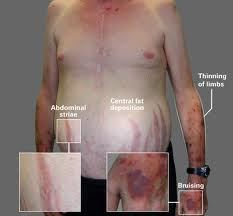 Thinning
of limbs
Central fat
deposition
Abdominal
striae
Bruising